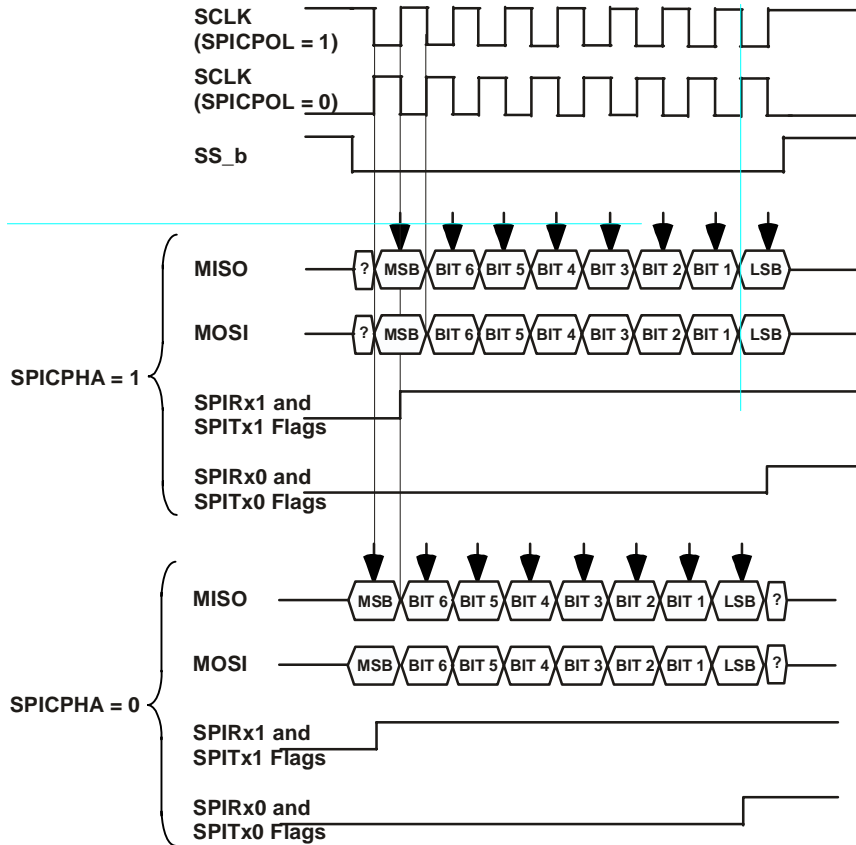 SCLK
(SPICPOL = 1)
SCLK
(SPICPOL = 0)
SS_b
MISO
? MSB BIT 6 BIT 5 BIT 4 BIT 3 BIT 2 BIT 1 LSB
MOSI
? MSB BIT 6 BIT 5 BIT 4 BIT 3 BIT 2 BIT 1 LSB
SPICPHA = 1
SPIRx1 and
SPITx1 Flags
SPIRx0 and
SPITx0 Flags
MISO
MSB BIT 6 BIT 5 BIT 4 BIT 3 BIT 2 BIT 1 LSB ?
MOSI
MSB BIT 6 BIT 5 BIT 4 BIT 3 BIT 2 BIT 1 LSB ?
SPICPHA = 0
SPIRx1 and
SPITx1 Flags
SPIRx0 and
SPITx0 Flags